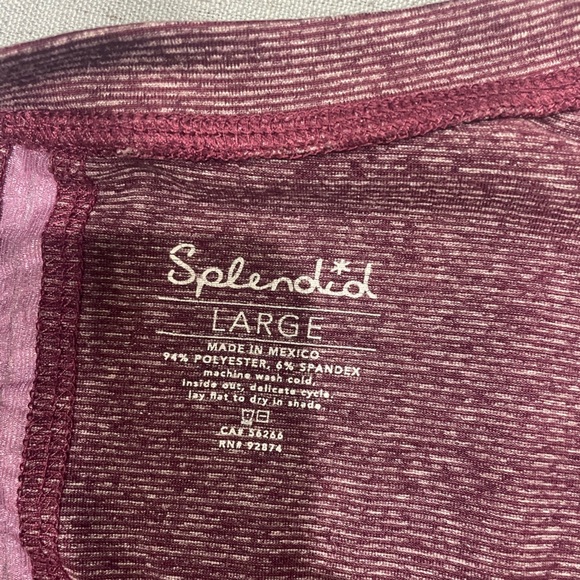 Splendid
LARGE
MADE IN MEXICO
94% POLYESTER, 6% SPANDEX
machine wash cold.
inside out, delicate cycle.
lay flat to dry in shade.
CA# 56266
RN# 92874